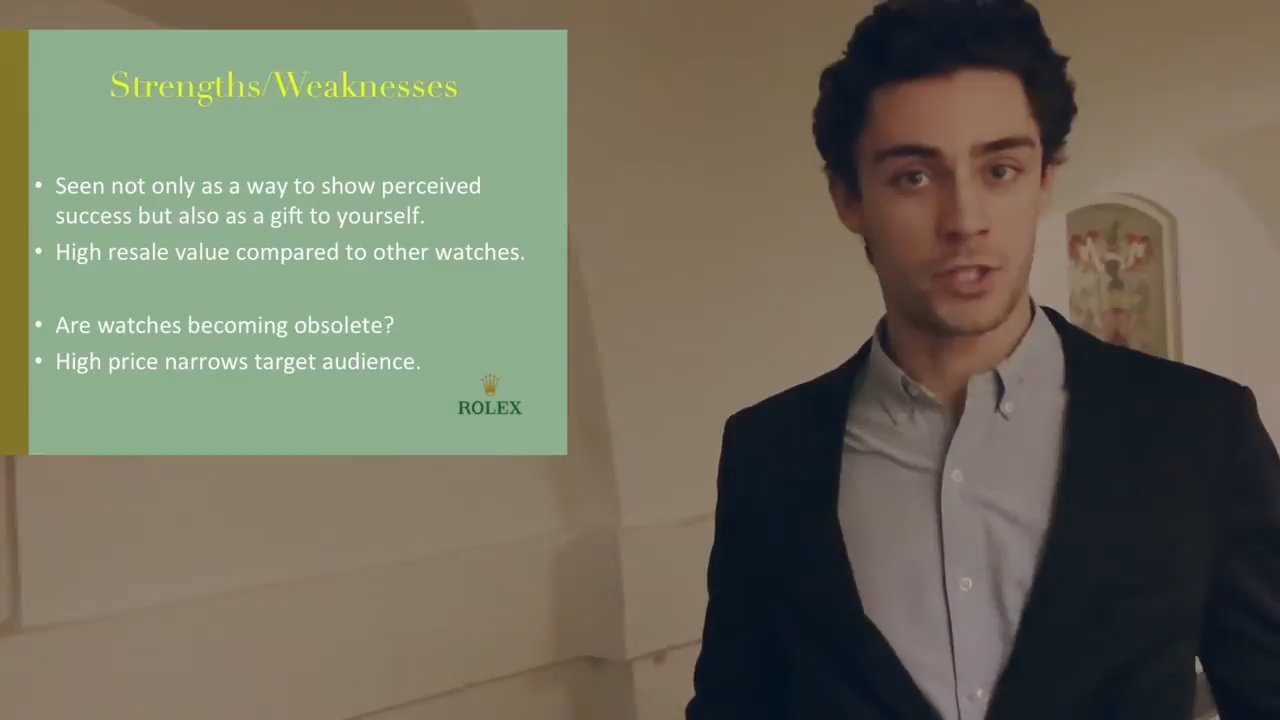 Strengths/Weaknesses
• Seen not only as a way to show perceived
success but also as a gift to yourself.
• High resale value compared to other watches.
• Are watches becoming obsolete?
• High price narrows target audience.
ROLEX